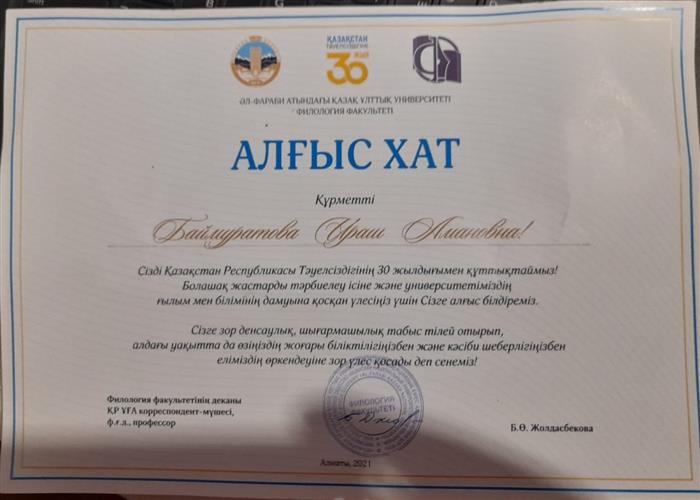 ҚАЗАҚСТАН
ТӘУЕЛСІЗДІГІНЕ
30 ЖЫЛ
ӘЛ-ФАРАБИ АТЫНДАҒЫ ҚАЗАҚ ҰЛТТЫҚ УНИВЕРСИТЕТІ
ФИЛОЛОГИЯ ФАКУЛЬТЕТІ
АЛҒЫС ХАТ
Құрметті
Баймуратова Ураш Амановна!
Сізді Қазақстан Республикасы Тәуелсіздігінің 30 жылдығымен құттықтаймыз!
Болашақ жастарды тәрбиелеу ісіне және университетіміздің
ғылым мен білімінің дамуына қосқан үлесіңіз үшін Сізге алғыс білдіреміз.
Сізге зор денсаулық, шығармашылық табыс тілей отырып,
алдағы уақытта да өзіңіздің жоғары біліктілігіңізбен және кәсіби шеберлігіңізбен
еліміздің өркендеуіне зор үлес қосады деп сенеміз!
Филология факультетінің деканы
ҚР ҰҒА корреспондент-мүшесі,
ф.ғ.д., профессор
ФИЛОЛОГИЯ
ФАКУЛЬТЕТІ
Б.Ө. Жолдасбекова
Алматы, 2021